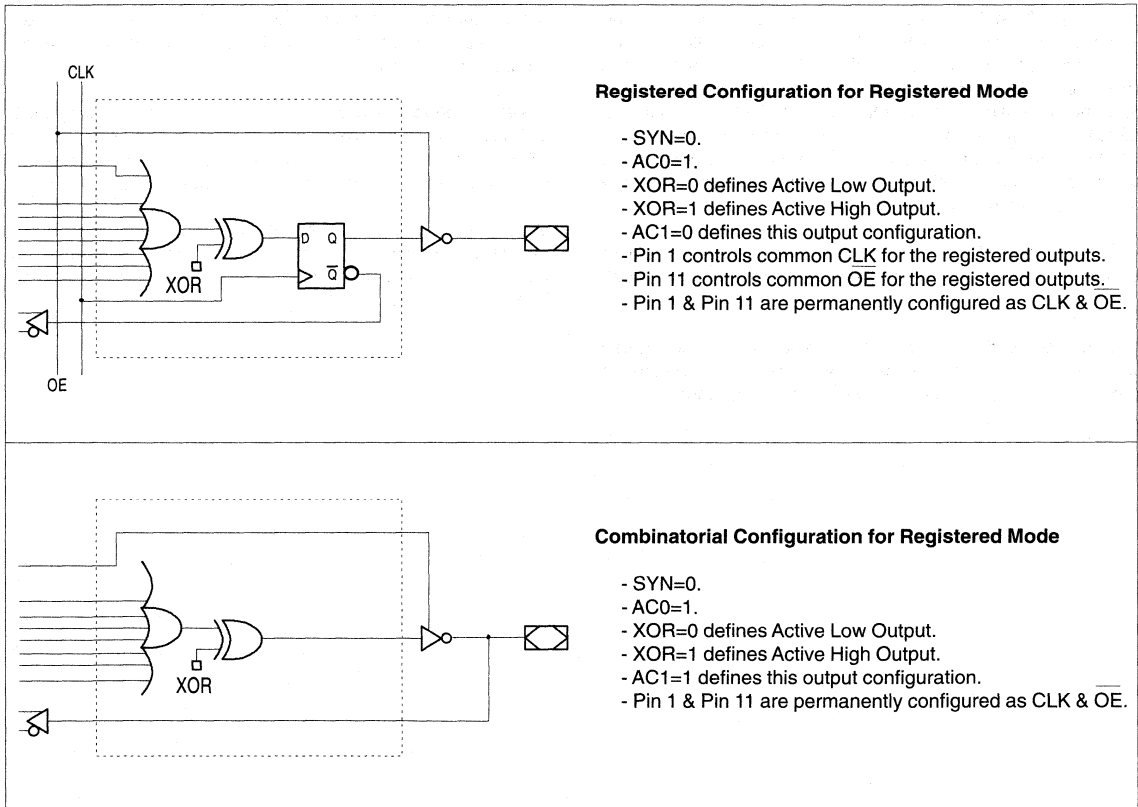 CLK
XOR
D Q
Q̅
OE
Registered Configuration for Registered Mode
- SYN=0.
- AC0=1.
- XOR=0 defines Active Low Output.
- XOR=1 defines Active High Output.
- AC1=0 defines this output configuration.
- Pin 1 controls common CLK for the registered outputs.
- Pin 11 controls common O̅E̅ for the registered outputs.
- Pin 1 & Pin 11 are permanently configured as CLK & O̅E̅.
XOR
Combinatorial Configuration for Registered Mode
- SYN=0.
- AC0=1.
- XOR=0 defines Active Low Output.
- XOR=1 defines Active High Output.
- AC1=1 defines this output configuration.
- Pin 1 & Pin 11 are permanently configured as CLK & O̅E̅.